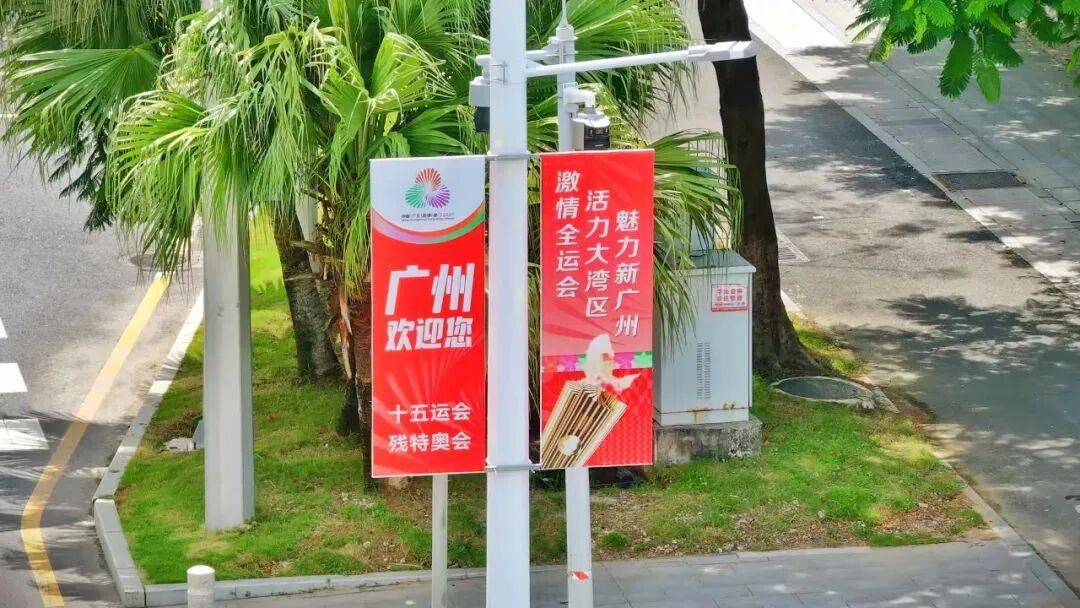 广州
欢迎您
十五运会
残特奥会
激情全运会
活力大湾区
魅力新广州